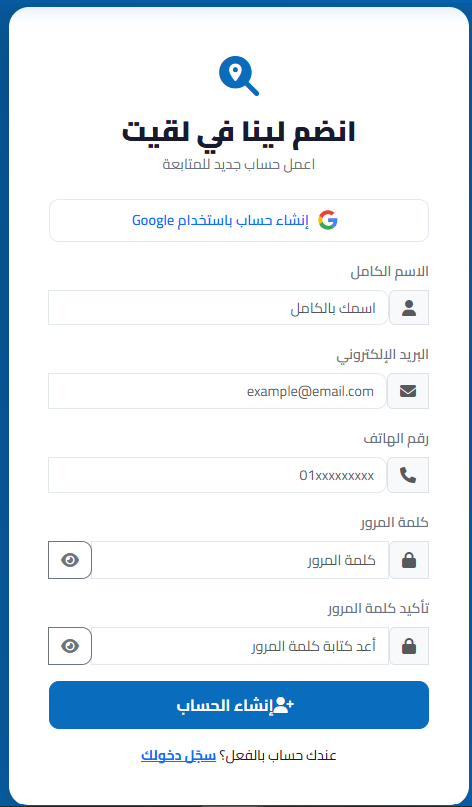 انضم لينا في لقيت
اعمل حساب جديد للمتابعة
إنشاء حساب باستخدام Google
الاسم الكامل
اسمك بالكامل
البريد الإلكتروني
example@email.com
رقم الهاتف
01xxxxxxxxx
كلمة المرور
كلمة المرور
تأكيد كلمة المرور
أعد كتابة كلمة المرور
إنشاء الحساب
عندك حساب بالفعل؟ سجّل دخولك